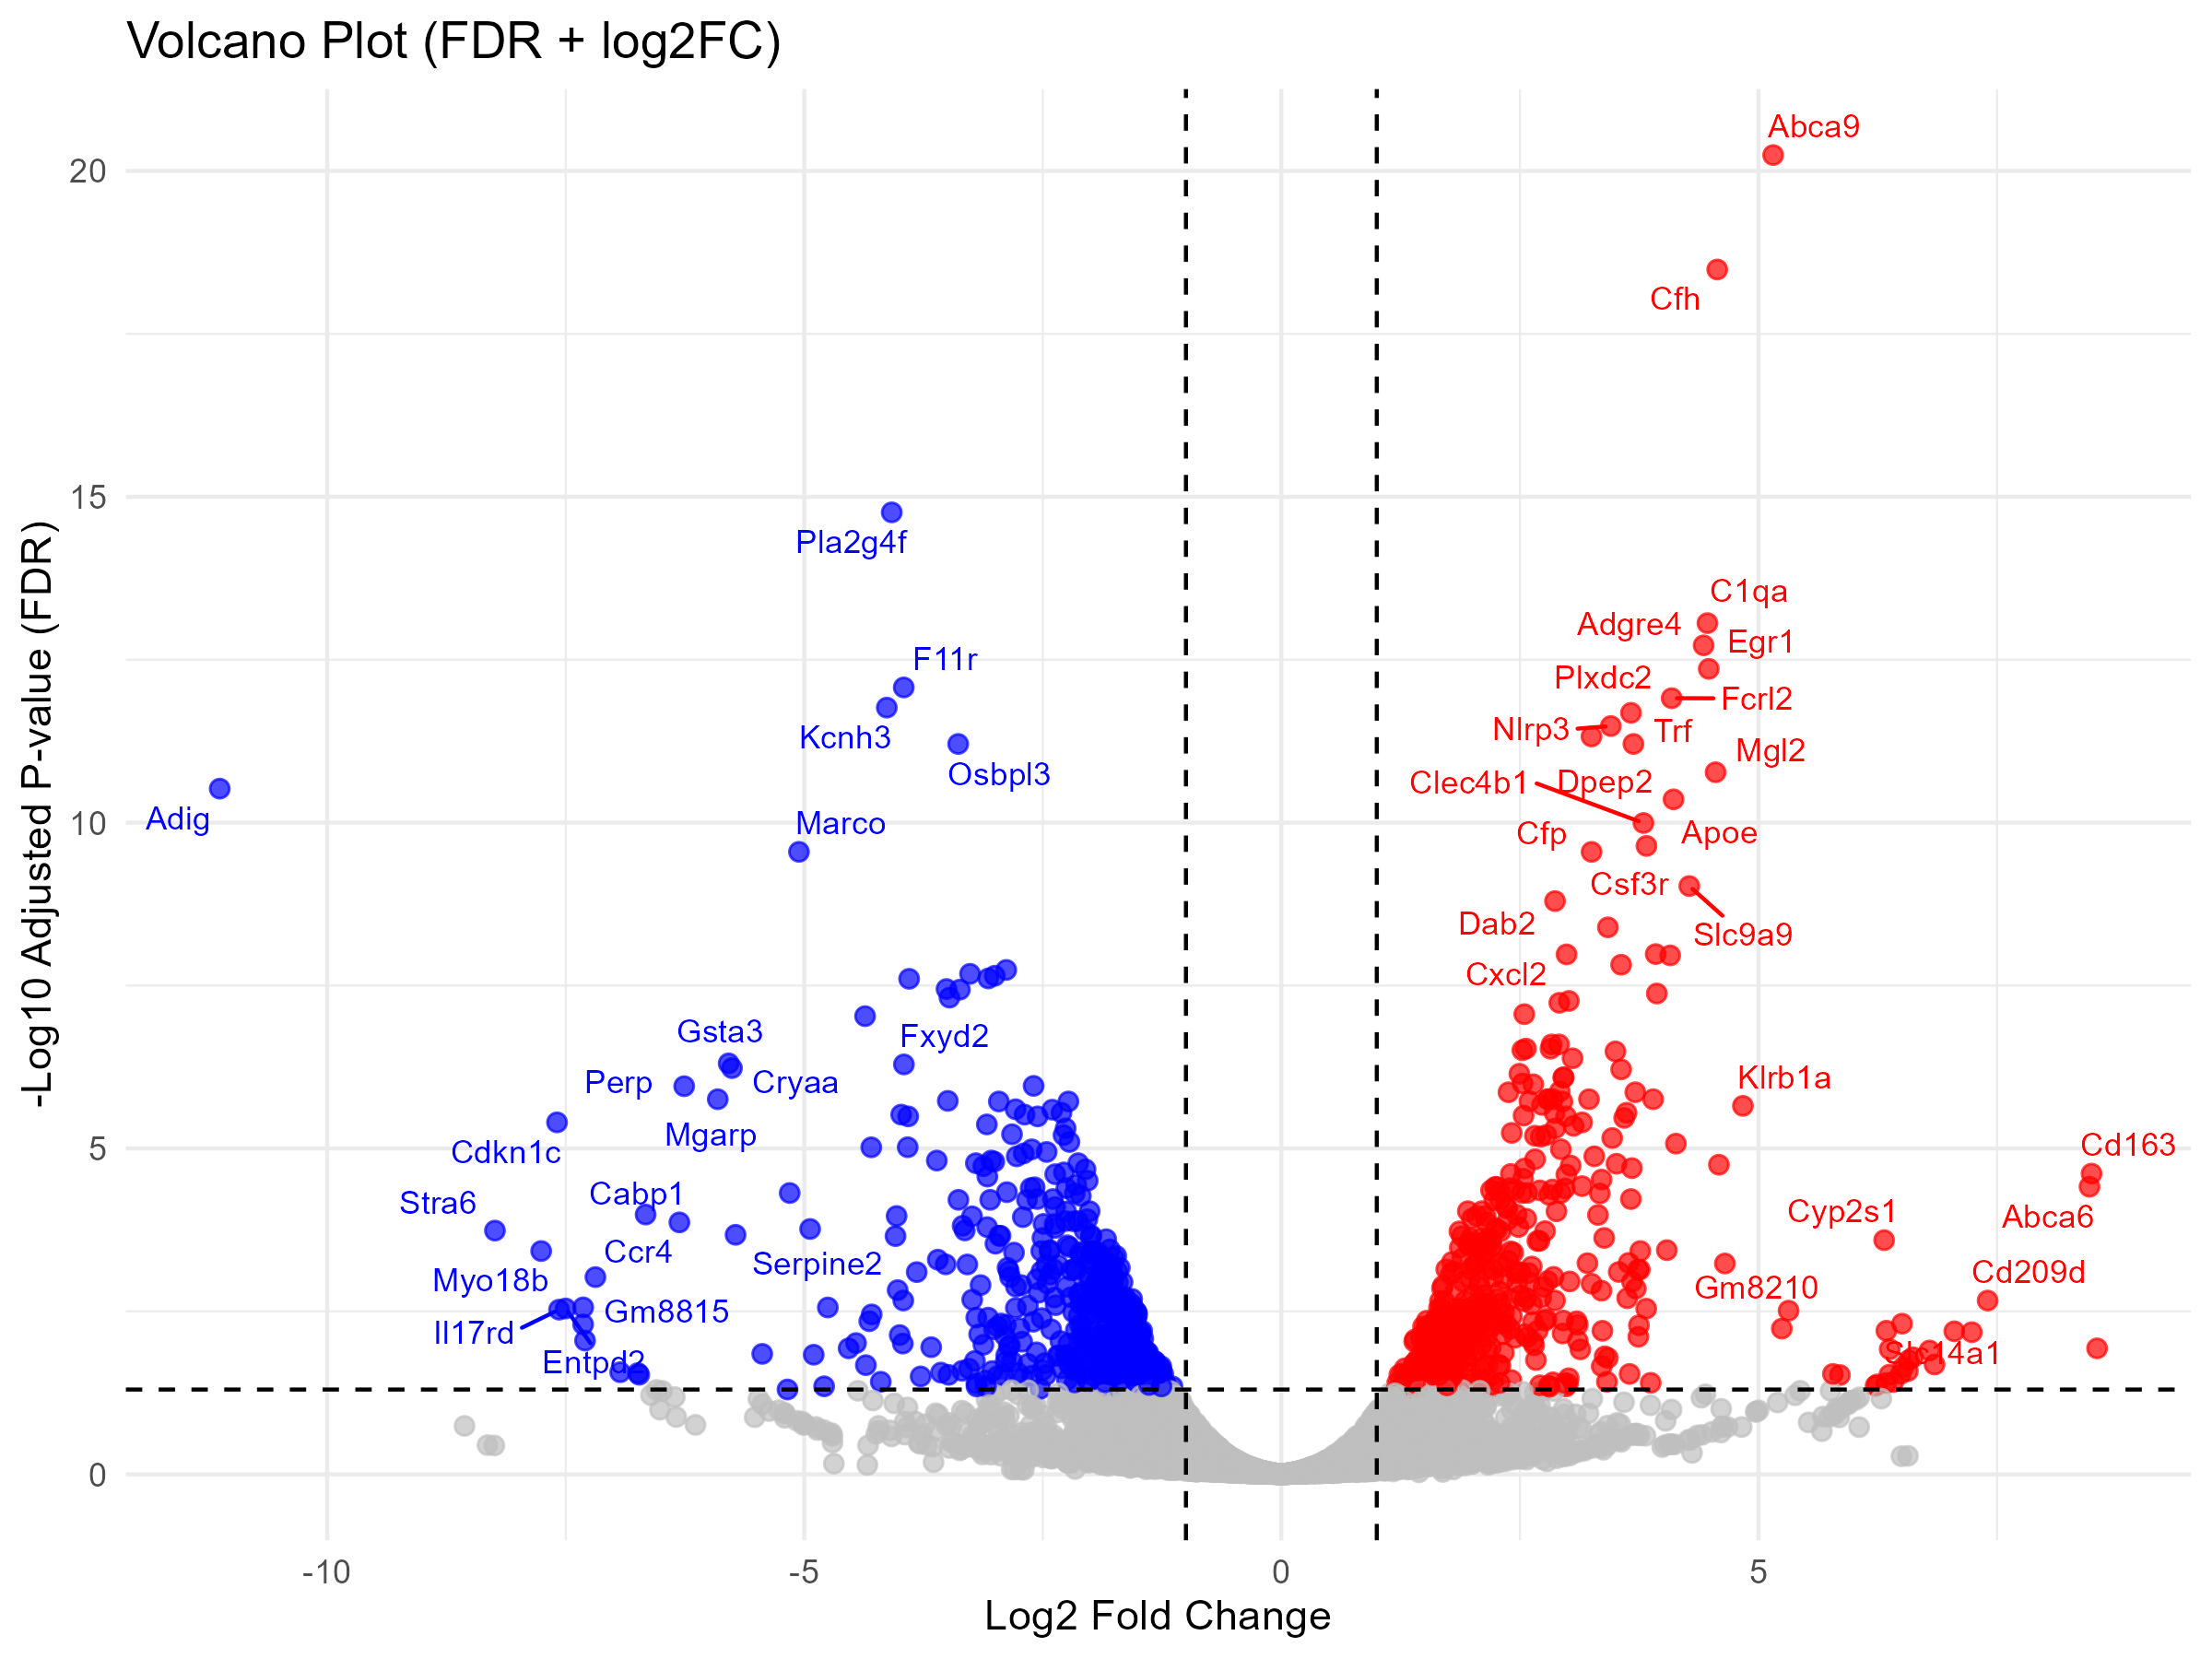 Volcano Plot (FDR + log2FC)
Abca9
20
Cfh
15
Pla2g4f
C1qa
Adgre4
Egr1
F11r
Plxdc2
Fcrl2
Nlrp3
Trf
Kcnh3
Mgl2
Osbpl3
Clec4b1
Dpep2
Adig
10
Marco
Cfp
Apoe
Csf3r
Dab2
Slc9a9
Cxcl2
Gsta3
Fxyd2
Perp
Cryaa
Klrb1a
Mgarp
5
Cdkn1c
Cd163
Stra6
Cabp1
Cyp2s1
Abca6
Ccr4
Serpine2
Myo18b
Cd209d
Gm8210
Il17rd
Gm8815
Entpd2
Slc14a1
0
-10
-5
0
5
Log2 Fold Change
-Log10 Adjusted P-value (FDR)